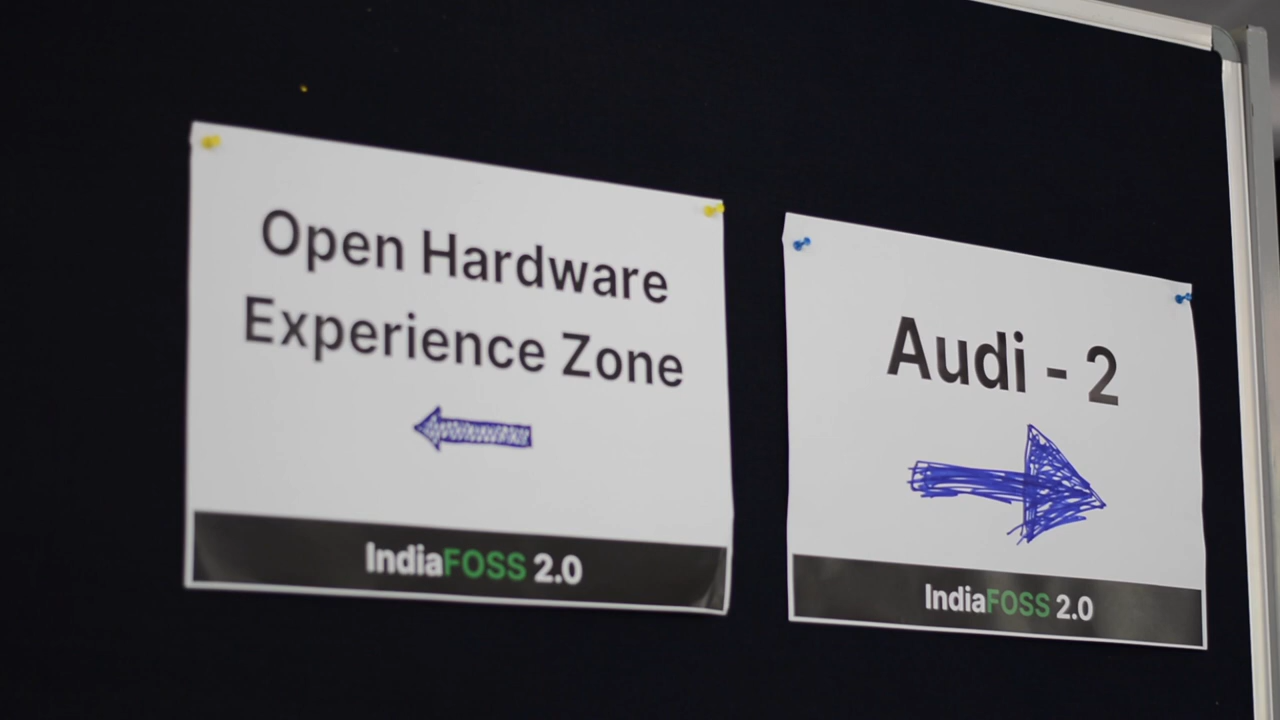 Open Hardware
Experience Zone
IndiaFOSS 2.0
Audi - 2
IndiaFOSS 2.0